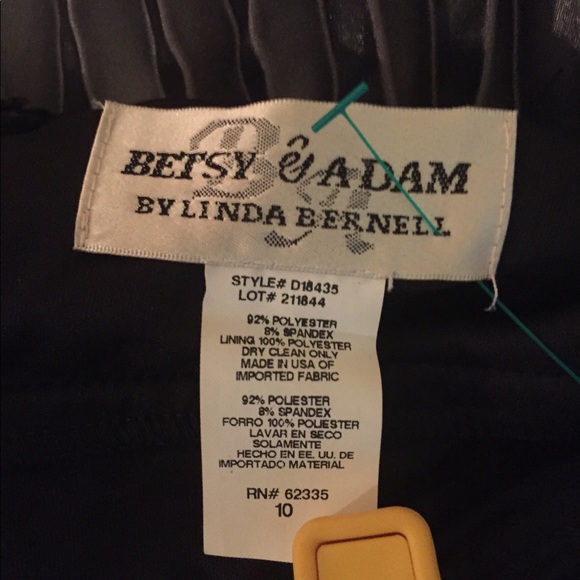 BETSY & ADAM
BY LINDA BERNELL
STYLE# D18435
LOT# 211844
92% POLYESTER
8% SPANDEX
LINING 100% POLYESTER
DRY CLEAN ONLY
MADE IN USA OF
IMPORTED FABRIC
92% POLIESTER
8% SPANDEX
FORRO 100% POLIESTER
LAVAR EN SECO
SOLAMENTE
HECHO EN EE. UU. DE
IMPORTADO MATERIAL
RN# 62335
10